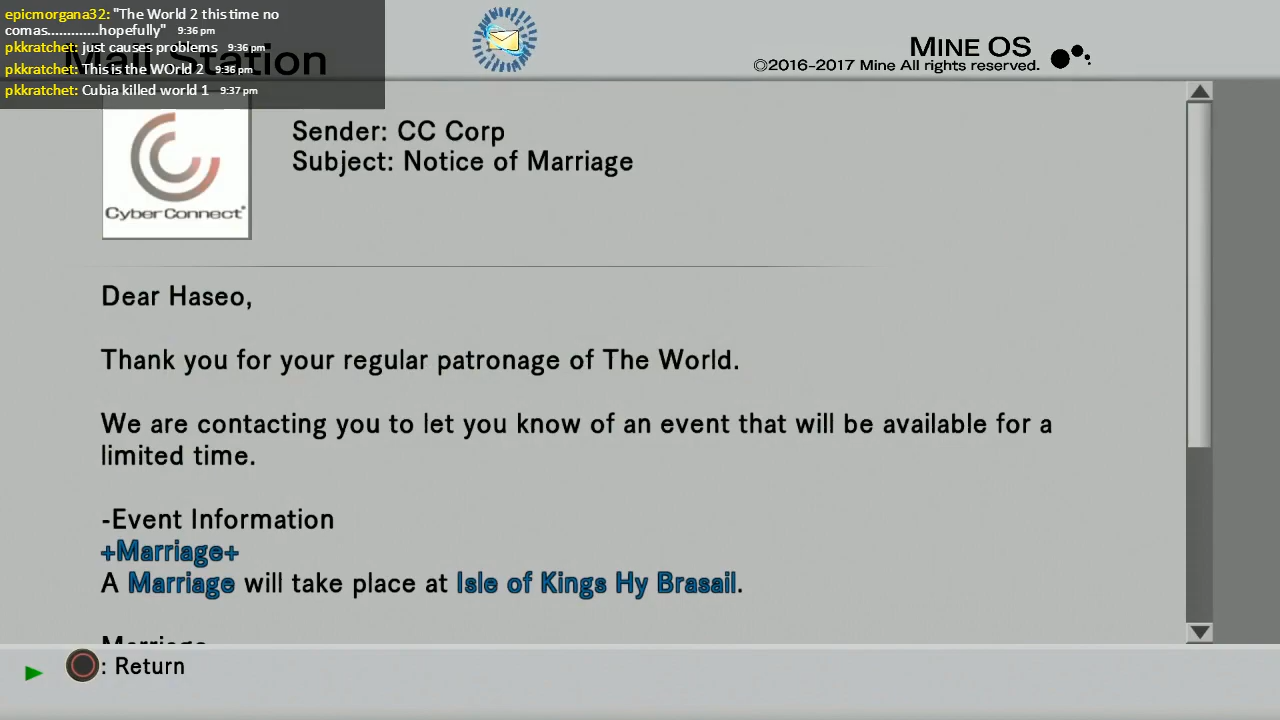 epicmorgana32: "The World 2 this time no
comas.............hopefully" 9:36 pm
pkkratchet: just causes problems 9:36 pm
pkkratchet: This is the WOrld 2 9:36 pm
pkkratchet: Cubia killed world 1 9:37 pm
Mail Station
MINE OS
©2016-2017 Mine All rights reserved.
CyberConnect
Sender: CC Corp
Subject: Notice of Marriage
Dear Haseo,
Thank you for your regular patronage of The World.
We are contacting you to let you know of an event that will be available for a
limited time.
-Event Information
+Marriage+
A Marriage will take place at Isle of Kings Hy Brasail.
Marriage
: Return